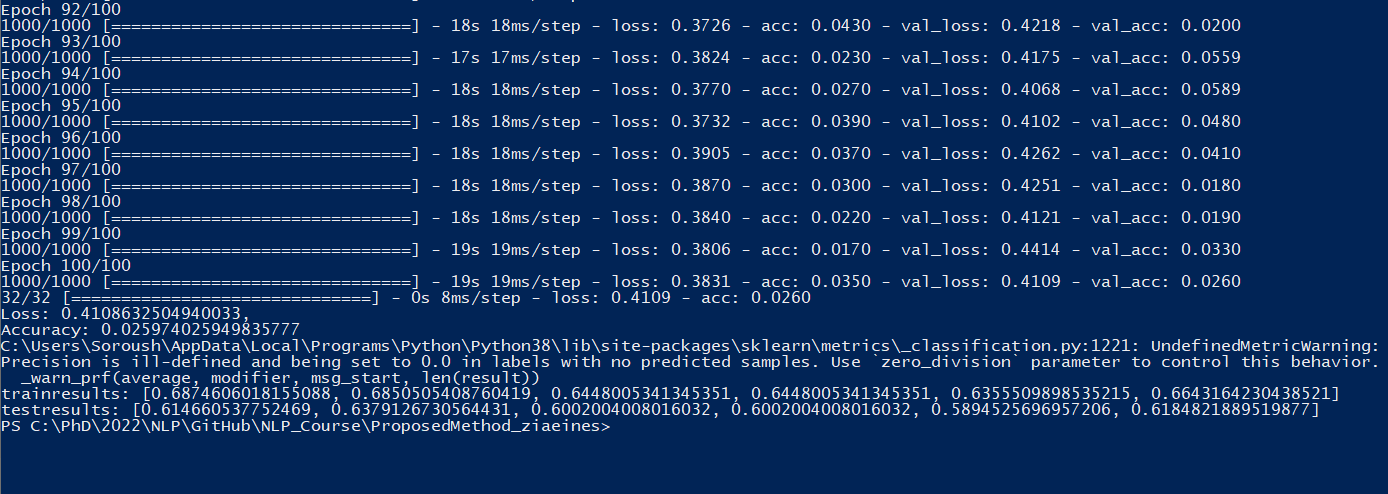 Epoch 92/100
1000/1000 [==============================] - 18s 18ms/step - loss: 0.3726 - acc: 0.0430 - val_loss: 0.4218 - val_acc: 0.0200
Epoch 93/100
1000/1000 [==============================] - 17s 17ms/step - loss: 0.3824 - acc: 0.0230 - val_loss: 0.4175 - val_acc: 0.0559
Epoch 94/100
1000/1000 [==============================] - 18s 18ms/step - loss: 0.3770 - acc: 0.0270 - val_loss: 0.4068 - val_acc: 0.0589
Epoch 95/100
1000/1000 [==============================] - 18s 18ms/step - loss: 0.3732 - acc: 0.0390 - val_loss: 0.4102 - val_acc: 0.0480
Epoch 96/100
1000/1000 [==============================] - 18s 18ms/step - loss: 0.3905 - acc: 0.0370 - val_loss: 0.4262 - val_acc: 0.0410
Epoch 97/100
1000/1000 [==============================] - 18s 18ms/step - loss: 0.3870 - acc: 0.0300 - val_loss: 0.4251 - val_acc: 0.0180
Epoch 98/100
1000/1000 [==============================] - 18s 18ms/step - loss: 0.3840 - acc: 0.0220 - val_loss: 0.4121 - val_acc: 0.0190
Epoch 99/100
1000/1000 [==============================] - 19s 19ms/step - loss: 0.3806 - acc: 0.0170 - val_loss: 0.4414 - val_acc: 0.0330
Epoch 100/100
1000/1000 [==============================] - 19s 19ms/step - loss: 0.3831 - acc: 0.0350 - val_loss: 0.4109 - val_acc: 0.0260
32/32 [==============================] - 0s 8ms/step - loss: 0.4109 - acc: 0.0260
Loss: 0.4108632504940033,
Accuracy: 0.025974025949835777
C:\Users\Soroush\AppData\Local\Programs\Python\Python38\lib\site-packages\sklearn\metrics\_classification.py:1221: UndefinedMetricWarning:
Precision is ill-defined and being set to 0.0 in labels with no predicted samples. Use `zero_division` parameter to control this behavior.
  _warn_prf(average, modifier, msg_start, len(result))
trainresults: [0.6874606018155088, 0.6850505408760419, 0.6448005341345351, 0.6448005341345351, 0.6355509898535215, 0.6643164230438521]
testresults: [0.614660537752469, 0.6379126730564431, 0.6002004008016032, 0.6002004008016032, 0.5894525696957206, 0.6184821889519877]
PS C:\PhD\2022\NLP\GitHub\NLP_Course\ProposedMethod_ziaeines>